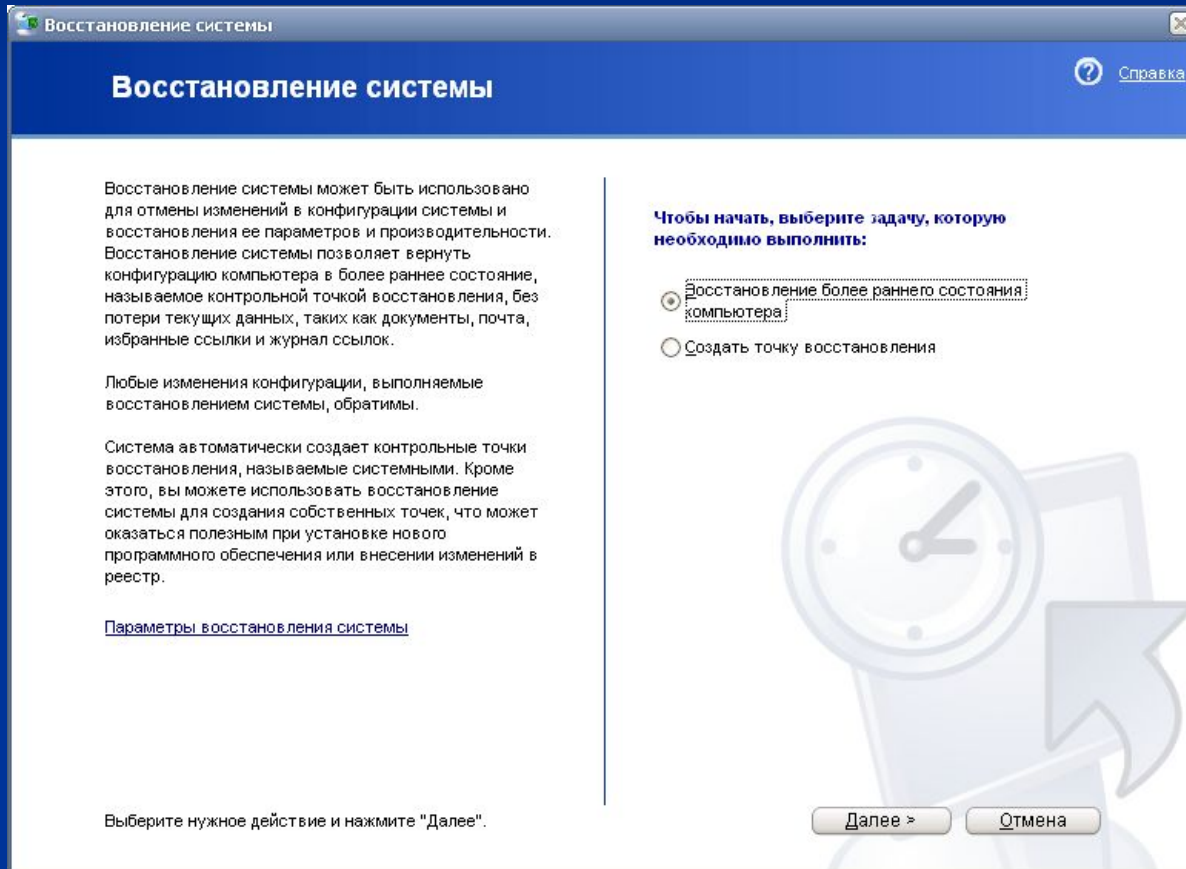 Восстановление системы
Восстановление системы
Справка
Восстановление системы может быть использовано
для отмены изменений в конфигурации системы и
восстановления ее параметров и производительности.
Восстановление системы позволяет вернуть
конфигурацию компьютера в более раннее состояние,
называемое контрольной точкой восстановления, без
потери текущих данных, таких как документы, почта,
избранные ссылки и журнал ссылок.
Любые изменения конфигурации, выполняемые
восстановлением системы, обратимы.
Система автоматически создает контрольные точки
восстановления, называемые системными. Кроме
этого, вы можете использовать восстановление
системы для создания собственных точек, что может
оказаться полезным при установке нового
программного обеспечения или внесении изменений в
реестр.
Параметры восстановления системы
Выберите нужное действие и нажмите "Далее".
Чтобы начать, выберите задачу, которую
необходимо выполнить:
Восстановление более раннего состояния
компьютера
Создать точку восстановления
Далее >
Отмена